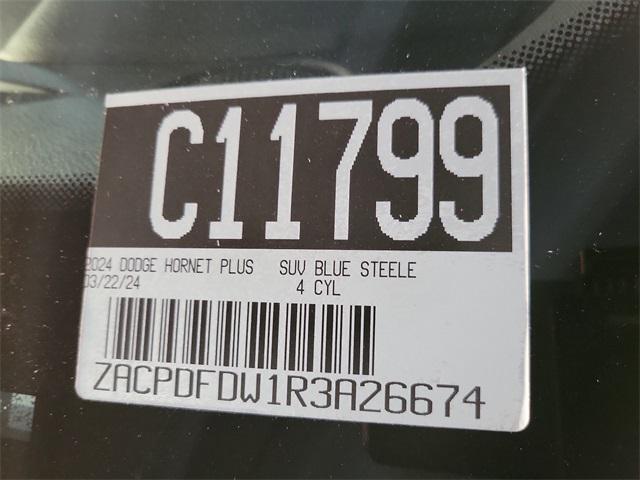 C11799
2024 DODGE HORNET PLUS SUV BLUE STEELE
03/22/24 4 CYL
ZACPDFDW1R3A26674